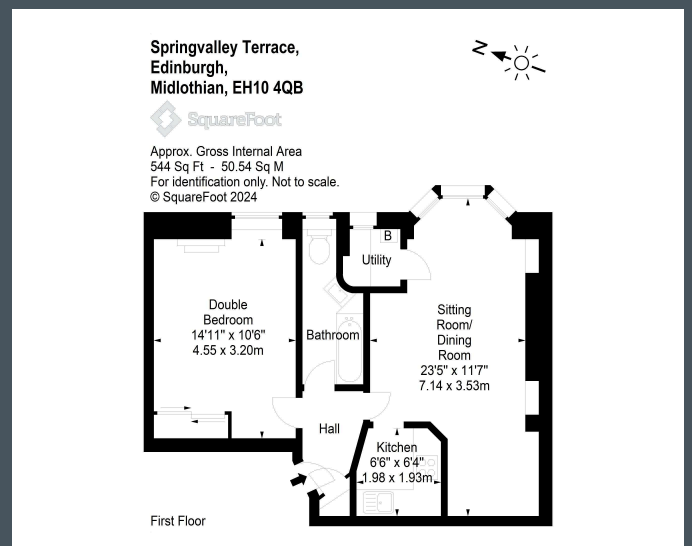 Springvalley Terrace,
Edinburgh,
Midlothian, EH10 4QB
N
SquareFoot
Approx. Gross Internal Area
544 Sq Ft - 50.54 Sq M
For identification only. Not to scale.
© SquareFoot 2024
B
Utility
Double
Bedroom
14'11" x 10'6"
4.55 x 3.20m
Bathroom
Sitting
Room/
Dining
Room
23'5" x 11'7"
7.14 x 3.53m
Hall
Kitchen
6'6" x 6'4"
1.98 x 1.93m
First Floor